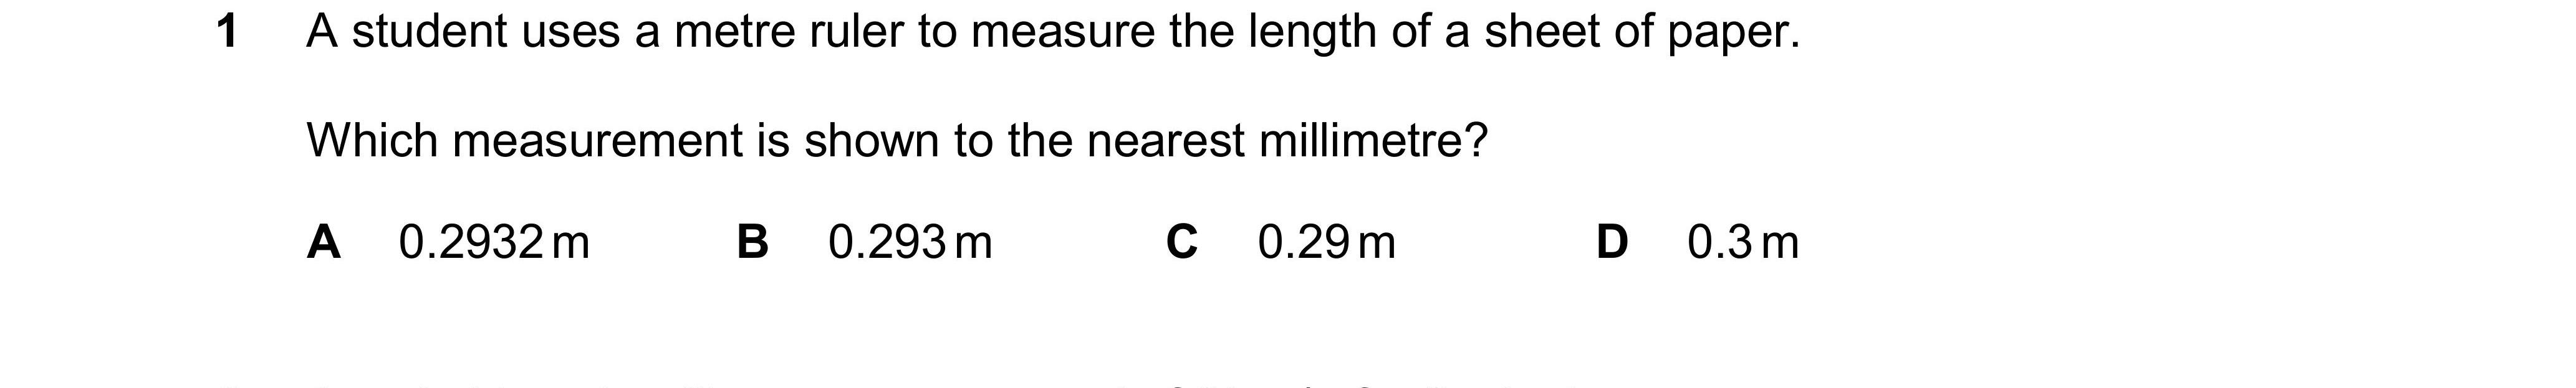 1 A student uses a metre ruler to measure the length of a sheet of paper.
Which measurement is shown to the nearest millimetre?
A 0.2932 m B 0.293 m C 0.29 m D 0.3 m